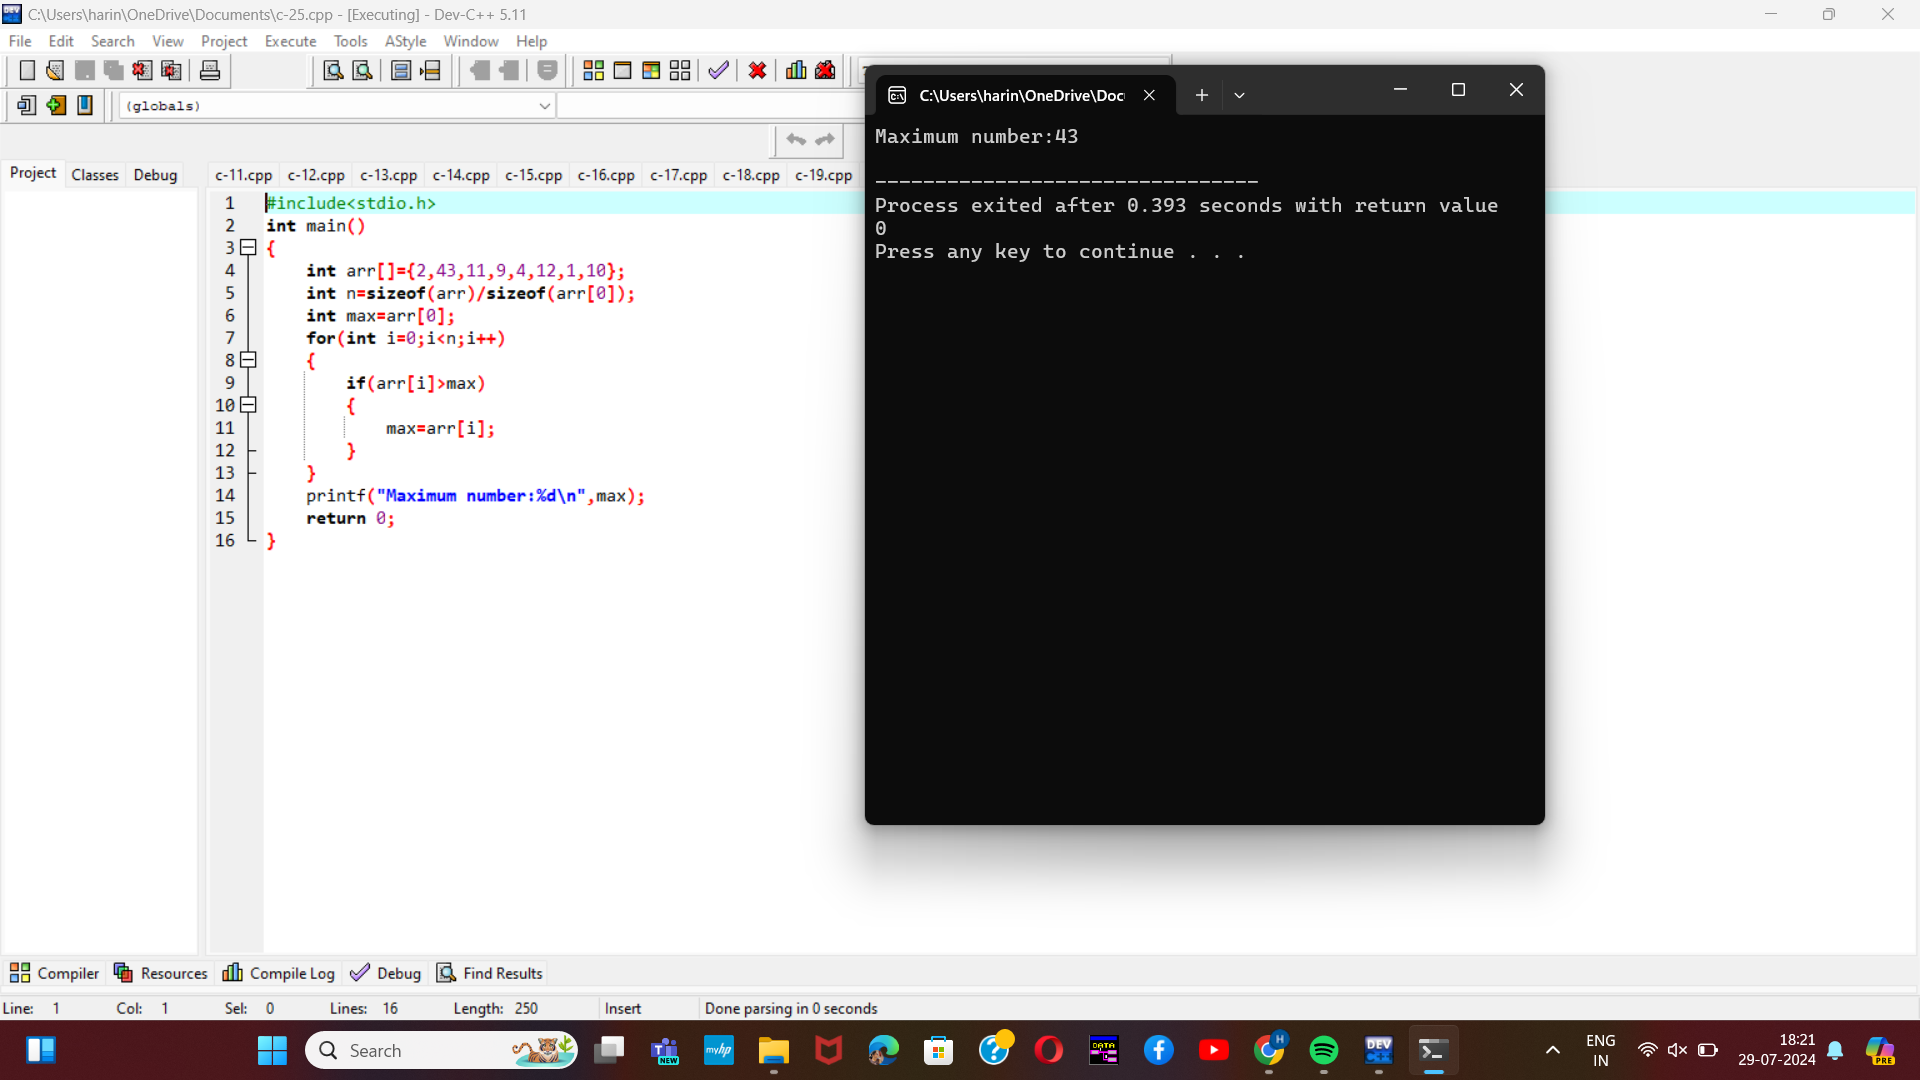 C:\Users\harin\OneDrive\Documents\c-25.cpp - [Executing] - Dev-C++ 5.11
File Edit Search View Project Execute Tools AStyle Window Help
(globals)
Project Classes Debug
c-11.cpp c-12.cpp c-13.cpp c-14.cpp c-15.cpp c-16.cpp c-17.cpp c-18.cpp c-19.cpp
1 #include<stdio.h>
2 int main()
3 {
4 int arr[]={2,43,11,9,4,12,1,10};
5 int n=sizeof(arr)/sizeof(arr[0]);
6 int max=arr[0];
7 for(int i=0;i<n;i++)
8 {
9 if(arr[i]>max)
10 {
11 max=arr[i];
12 }
13 }
14 printf("Maximum number:%d\n",max);
15 return 0;
16 }
C:\Users\harin\OneDrive\Doc
Maximum number:43
--------------------------------
Process exited after 0.393 seconds with return value
0
Press any key to continue . . .
Compiler Resources Compile Log Debug Find Results
Line: 1 Col: 1 Sel: 0 Lines: 16 Length: 250 Insert Done parsing in 0 seconds
Search
NEW
myhp
DATA
DEV
C++
H
ENG
IN
18:21
29-07-2024
PRE